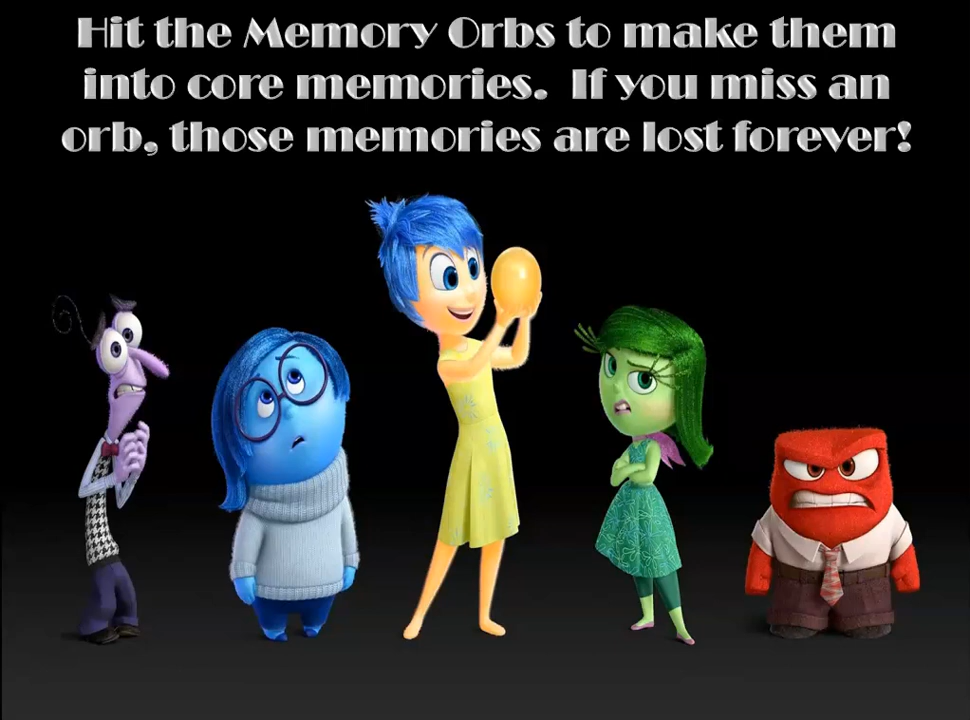 Hit the Memory Orbs to make them
into core memories.  If you miss an
orb, those memories are lost forever!